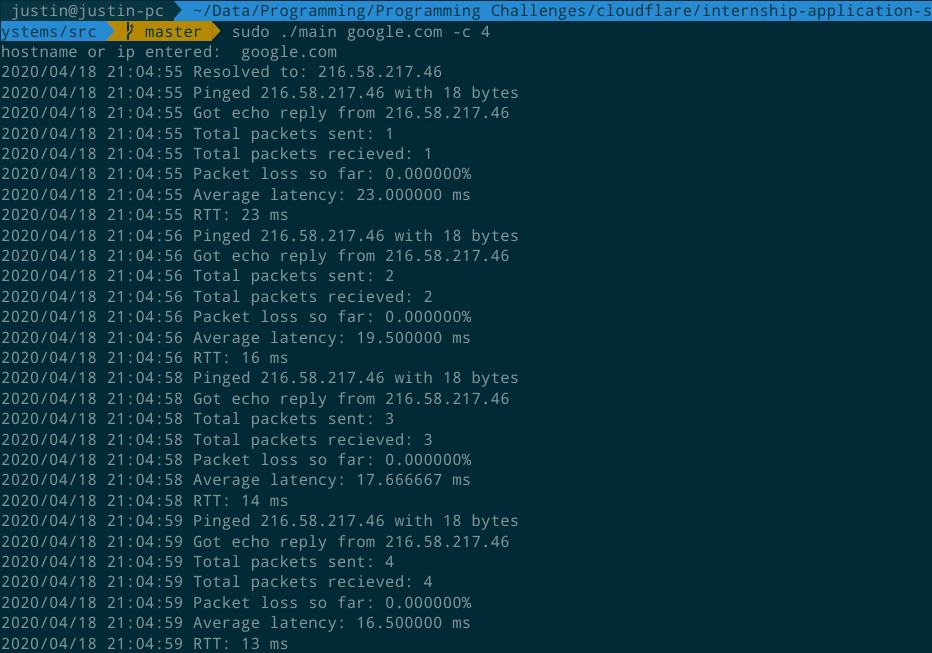 justin@justin-pc ~/Data/Programming/Programming Challenges/cloudflare/internship-application-s
ystems/src master sudo ./main google.com -c 4
hostname or ip entered:  google.com
2020/04/18 21:04:55 Resolved to: 216.58.217.46
2020/04/18 21:04:55 Pinged 216.58.217.46 with 18 bytes
2020/04/18 21:04:55 Got echo reply from 216.58.217.46
2020/04/18 21:04:55 Total packets sent: 1
2020/04/18 21:04:55 Total packets recieved: 1
2020/04/18 21:04:55 Packet loss so far: 0.000000%
2020/04/18 21:04:55 Average latency: 23.000000 ms
2020/04/18 21:04:55 RTT: 23 ms
2020/04/18 21:04:56 Pinged 216.58.217.46 with 18 bytes
2020/04/18 21:04:56 Got echo reply from 216.58.217.46
2020/04/18 21:04:56 Total packets sent: 2
2020/04/18 21:04:56 Total packets recieved: 2
2020/04/18 21:04:56 Packet loss so far: 0.000000%
2020/04/18 21:04:56 Average latency: 19.500000 ms
2020/04/18 21:04:56 RTT: 16 ms
2020/04/18 21:04:58 Pinged 216.58.217.46 with 18 bytes
2020/04/18 21:04:58 Got echo reply from 216.58.217.46
2020/04/18 21:04:58 Total packets sent: 3
2020/04/18 21:04:58 Total packets recieved: 3
2020/04/18 21:04:58 Packet loss so far: 0.000000%
2020/04/18 21:04:58 Average latency: 17.666667 ms
2020/04/18 21:04:58 RTT: 14 ms
2020/04/18 21:04:59 Pinged 216.58.217.46 with 18 bytes
2020/04/18 21:04:59 Got echo reply from 216.58.217.46
2020/04/18 21:04:59 Total packets sent: 4
2020/04/18 21:04:59 Total packets recieved: 4
2020/04/18 21:04:59 Packet loss so far: 0.000000%
2020/04/18 21:04:59 Average latency: 16.500000 ms
2020/04/18 21:04:59 RTT: 13 ms